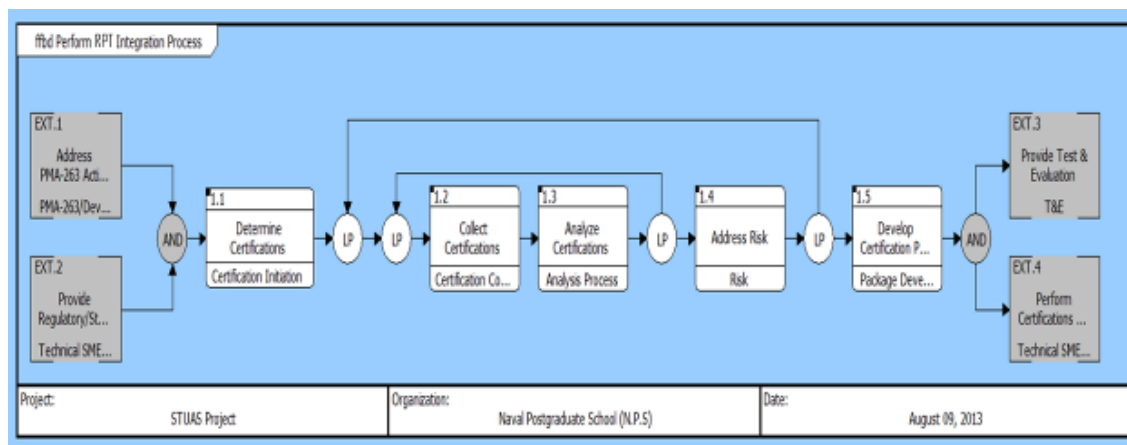 ffbd Perform RPT Integration Process
EXT.1
Address
PMA-263 Acti...
PMA-263/Dev...
EXT.2
Provide
Regulatory/St...
Technical SME...
AND
1.1
Determine
Certifications
Certification Initiation
LP
LP
1.2
Collect
Certifications
Certification Co...
1.3
Analyze
Certifications
Analysis Process
LP
1.4
Address Risk
Risk
LP
1.5
Develop
Certification P...
Package Deve...
AND
EXT.3
Provide Test &
Evaluation
T&E
EXT.4
Perform
Certifications ...
Technical SME...
Project:
STUAS Project
Organization:
Naval Postgraduate School (N.P.S)
Date:
August 09, 2013